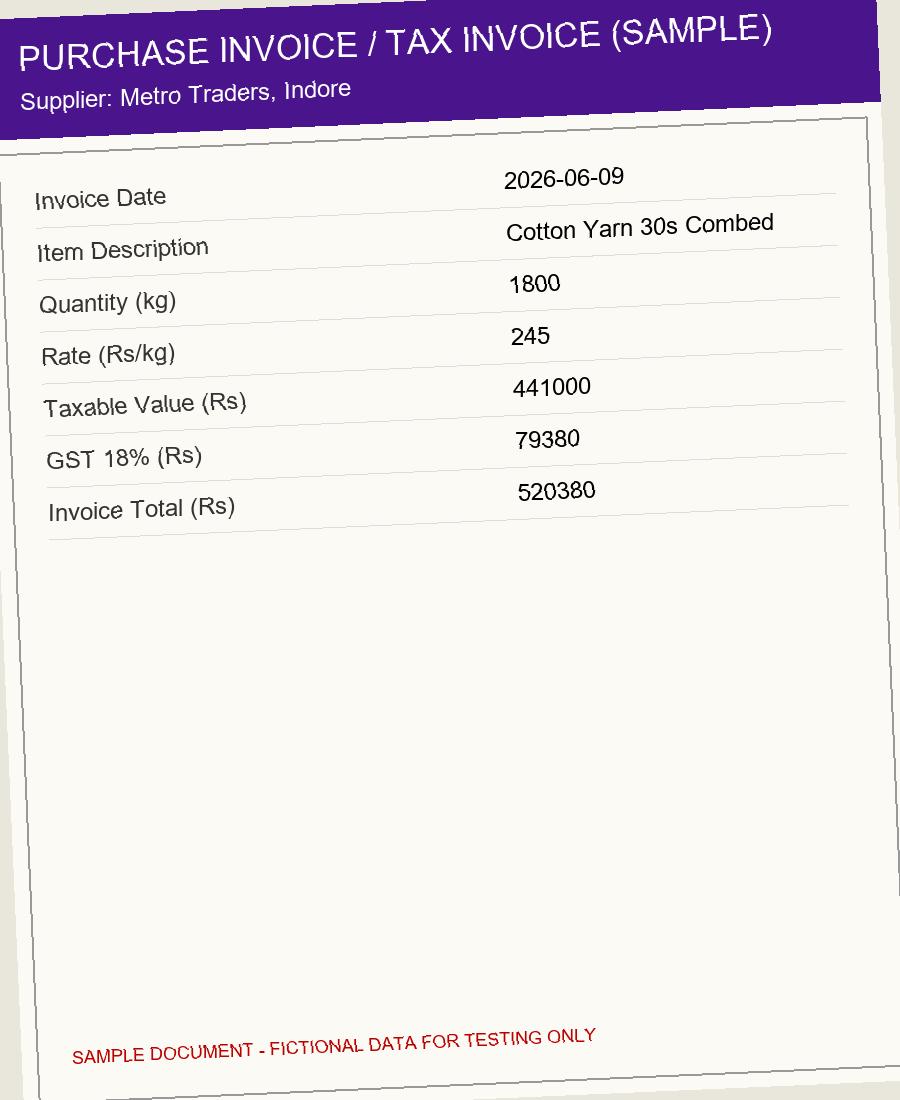 PURCHASE INVOICE / TAX INVOICE (SAMPLE)
Supplier: Metro Traders, Indore
Invoice Date 2026-06-09
Item Description Cotton Yarn 30s Combed
Quantity (kg) 1800
Rate (Rs/kg) 245
Taxable Value (Rs) 441000
GST 18% (Rs) 79380
Invoice Total (Rs) 520380
SAMPLE DOCUMENT - FICTIONAL DATA FOR TESTING ONLY